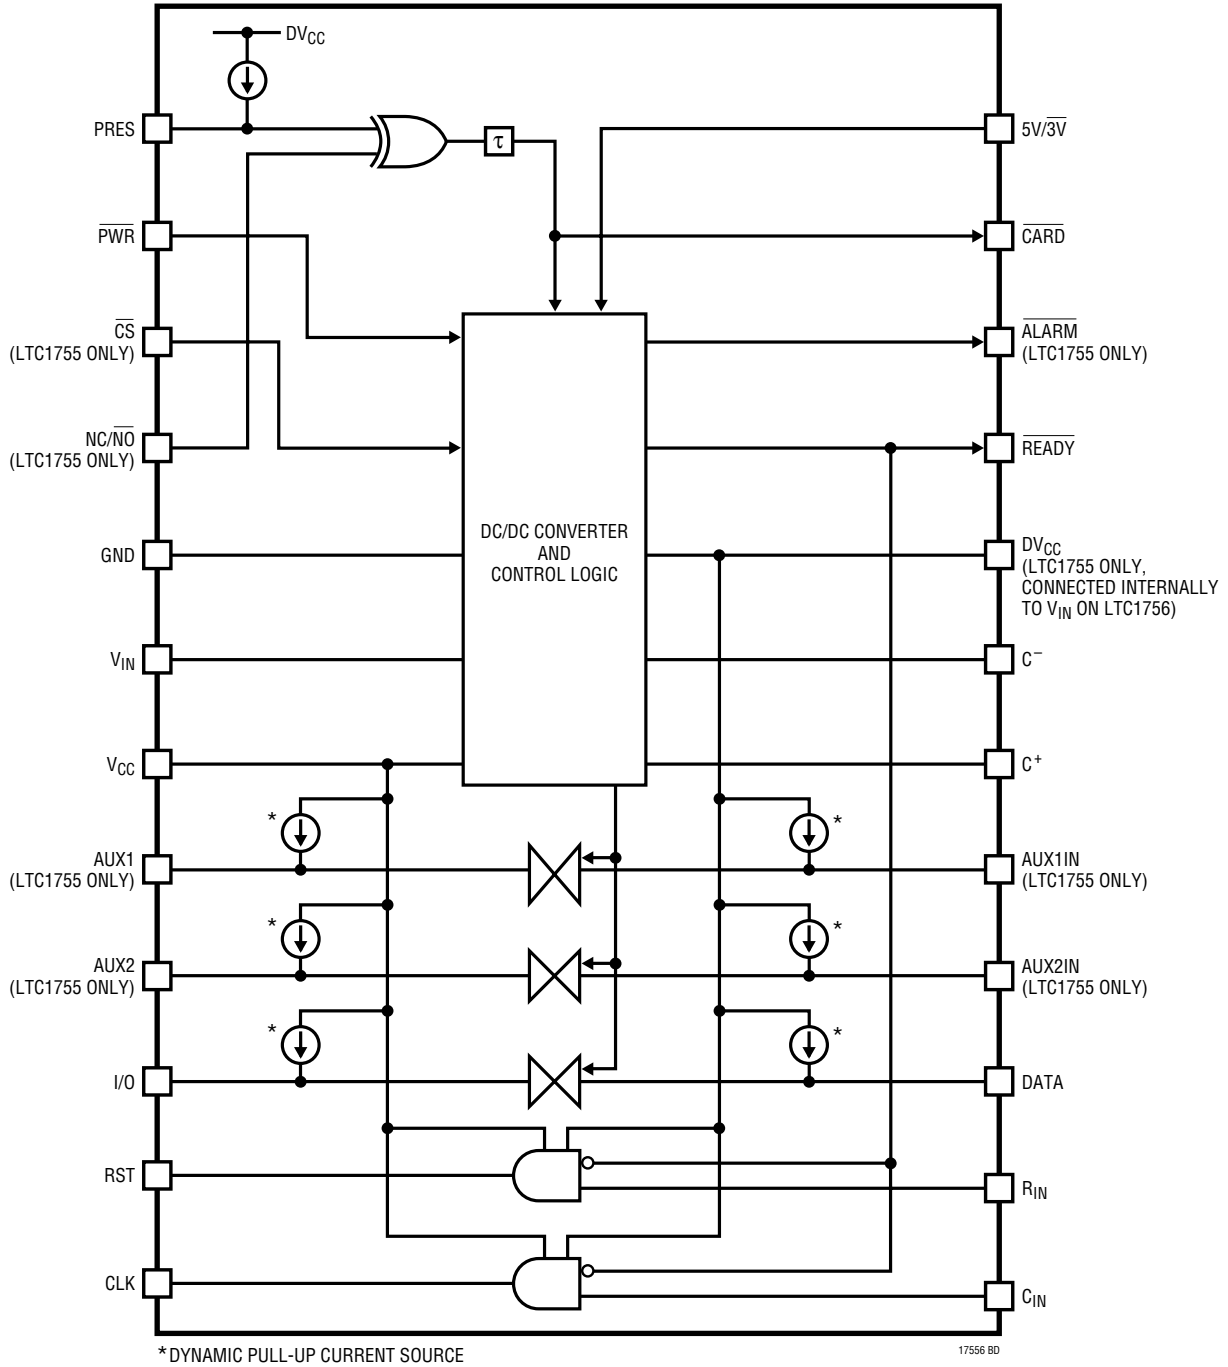 DVCC
PRES
5V/3V
τ
PWR
CARD
CS
(LTC1755 ONLY)
ALARM
(LTC1755 ONLY)
NC/NO
(LTC1755 ONLY)
READY
DC/DC CONVERTER
AND
CONTROL LOGIC
GND
DVCC
(LTC1755 ONLY,
CONNECTED INTERNALLY
TO VIN ON LTC1756)
VIN
C–
VCC
C+
*
*
AUX1
(LTC1755 ONLY)
AUX1IN
(LTC1755 ONLY)
*
*
AUX2
(LTC1755 ONLY)
AUX2IN
(LTC1755 ONLY)
*
*
I/O
DATA
RST
RIN
CLK
CIN
*DYNAMIC PULL-UP CURRENT SOURCE
17556 BD